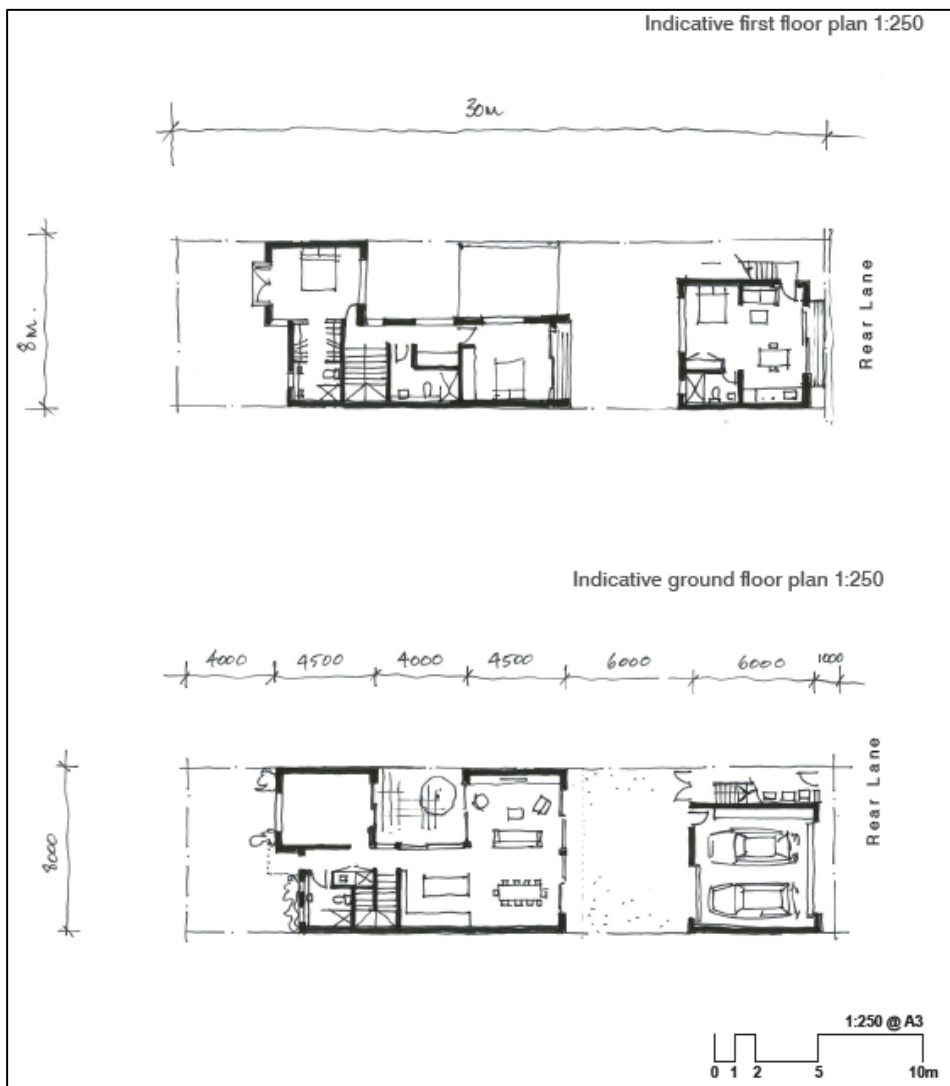 Indicative first floor plan 1:250
30m
8m.
Rear Lane
Indicative ground floor plan 1:250
4000 4500 4000 4500 6000 6000 1000
8000
Rear Lane
1:250 @ A3
0 1 2 5 10m